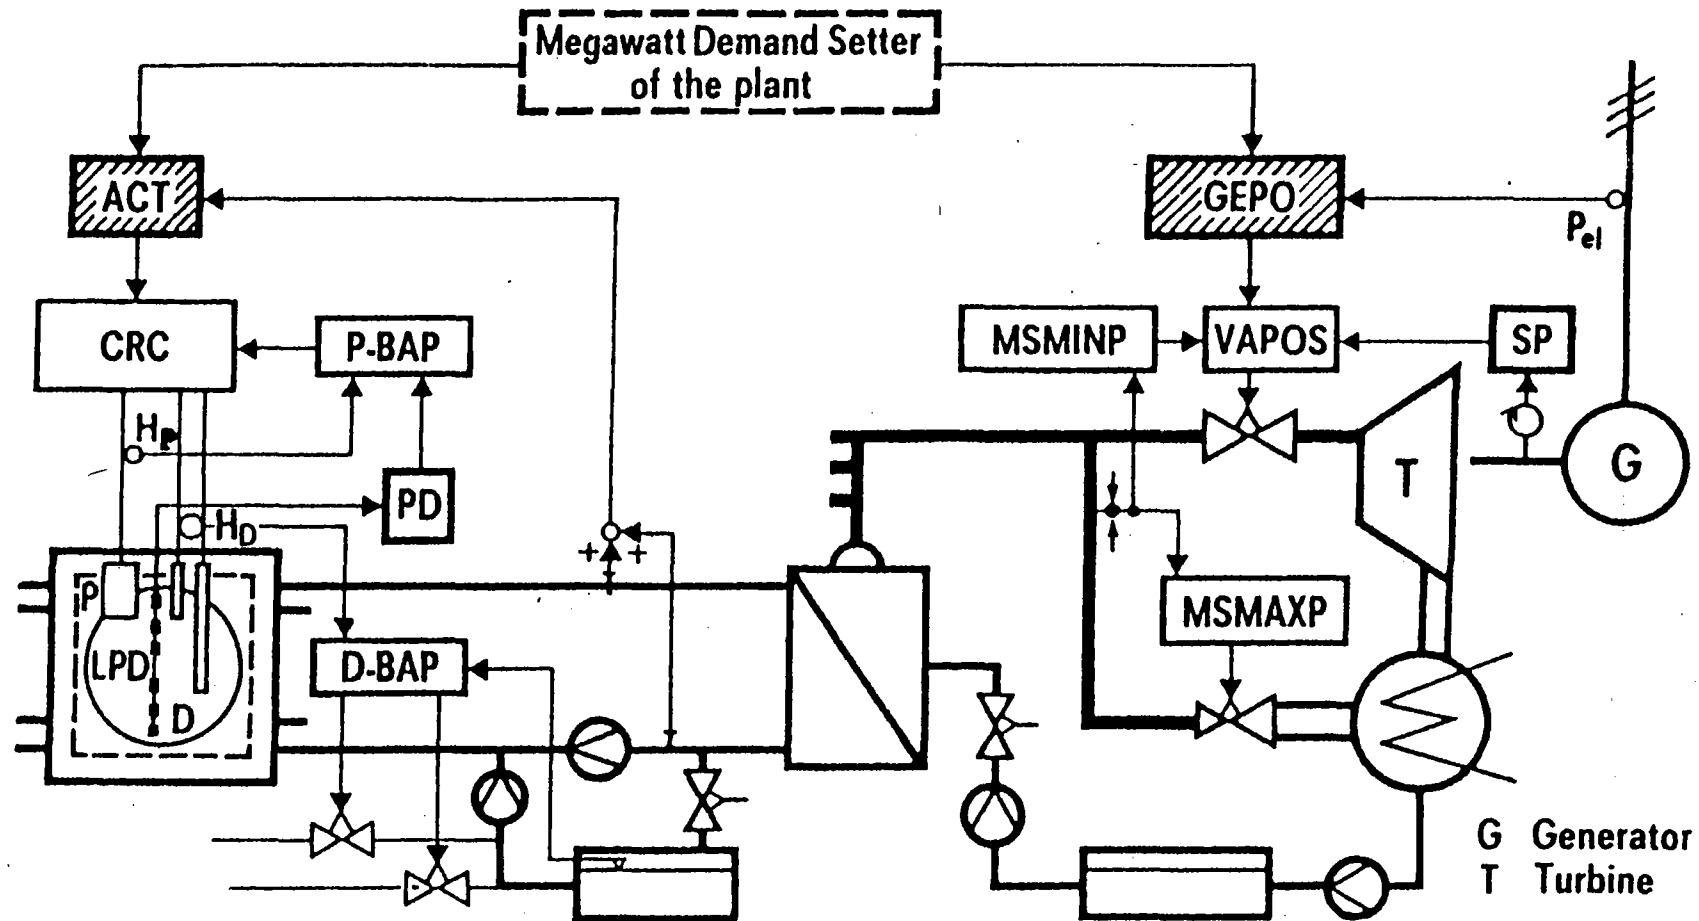 Megawatt Demand Setter
of the plant
ACT
GEPO
Pel
CRC
P-BAP
MSMINP
VAPOS
SP
HP
PD
HD
T
G
P
LPD
D
D-BAP
+ +
MSMAXP
G Generator
T Turbine